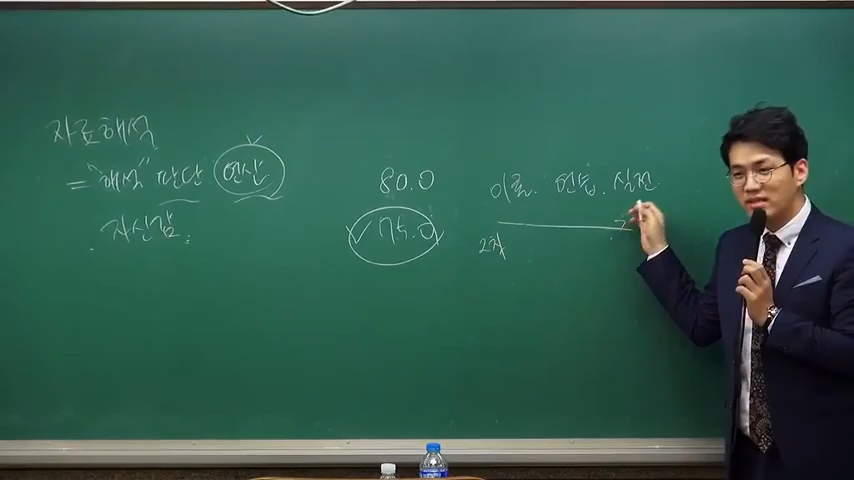 자료해석
= "해석" 판단 연산
자신감.
80.0
75.0
이론. 연습. 실전.
2차